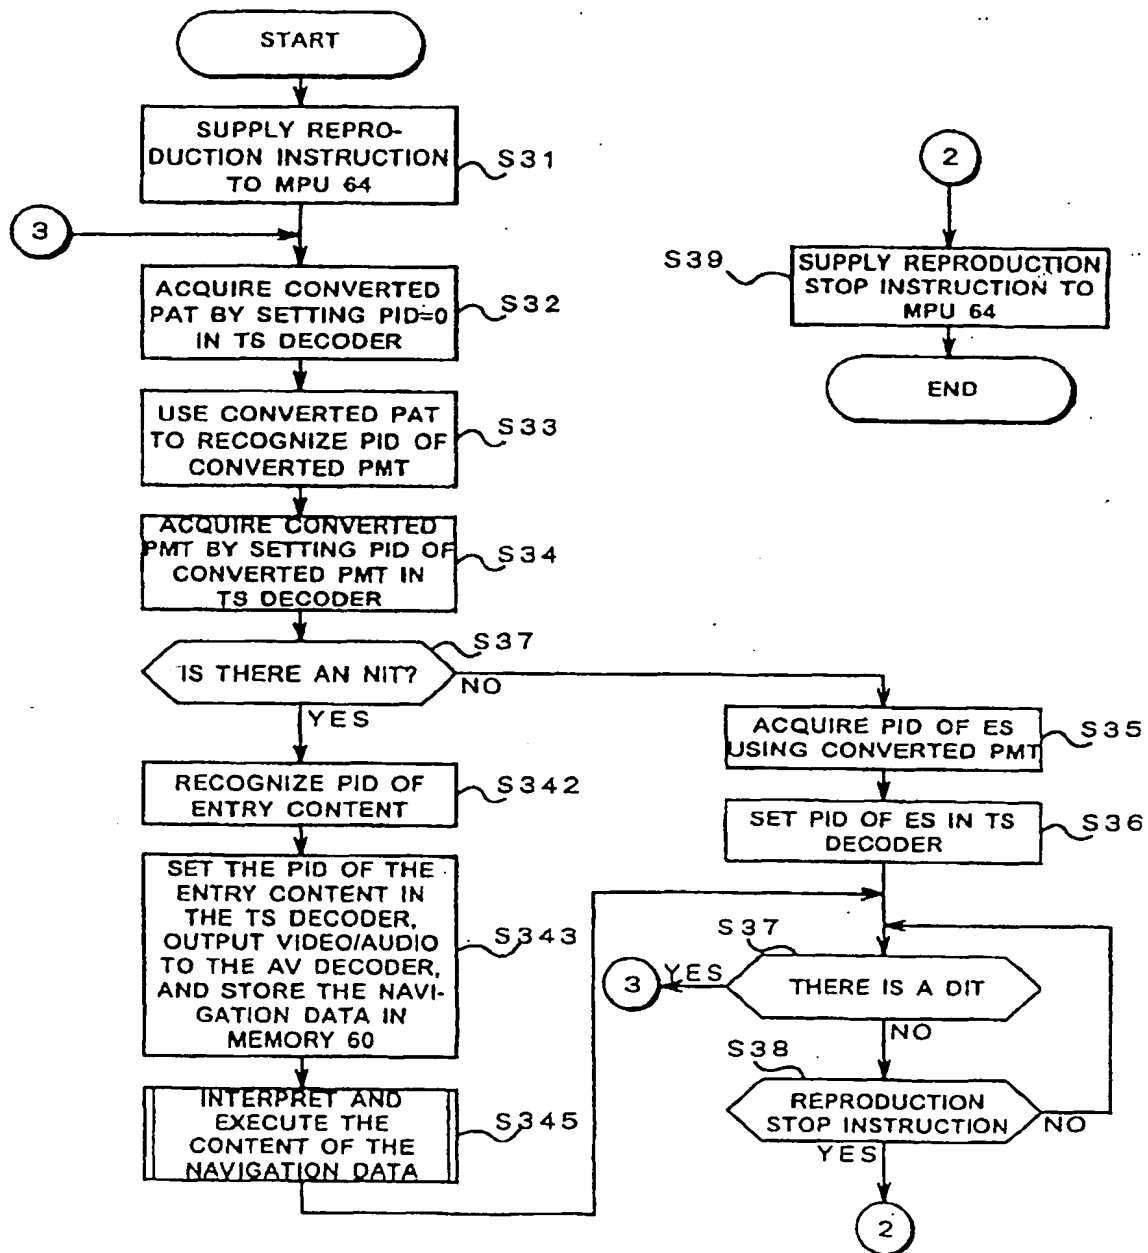 START
SUPPLY REPRO-
DUCTION INSTRUCTION
TO MPU 64
S31
3
ACQUIRE CONVERTED
PAT BY SETTING PID=0
IN TS DECODER
S32
USE CONVERTED PAT
TO RECOGNIZE PID OF
CONVERTED PMT
S33
ACQUIRE CONVERTED
PMT BY SETTING PID OF
CONVERTED PMT IN
TS DECODER
S34
IS THERE AN NIT?
S37
NO
YES
RECOGNIZE PID OF
ENTRY CONTENT
S342
SET THE PID OF THE
ENTRY CONTENT IN
THE TS DECODER,
OUTPUT VIDEO/AUDIO
TO THE AV DECODER,
AND STORE THE NAVI-
GATION DATA IN
MEMORY 60
S343
INTERPRET AND
EXECUTE THE
CONTENT OF THE
NAVIGATION DATA
S345
2
S39
SUPPLY REPRODUCTION
STOP INSTRUCTION TO
MPU 64
END
ACQUIRE PID OF ES
USING CONVERTED PMT
S35
SET PID OF ES IN TS
DECODER
S36
S37
THERE IS A DIT
YES
3
NO
S38
REPRODUCTION
STOP INSTRUCTION
NO
YES
2